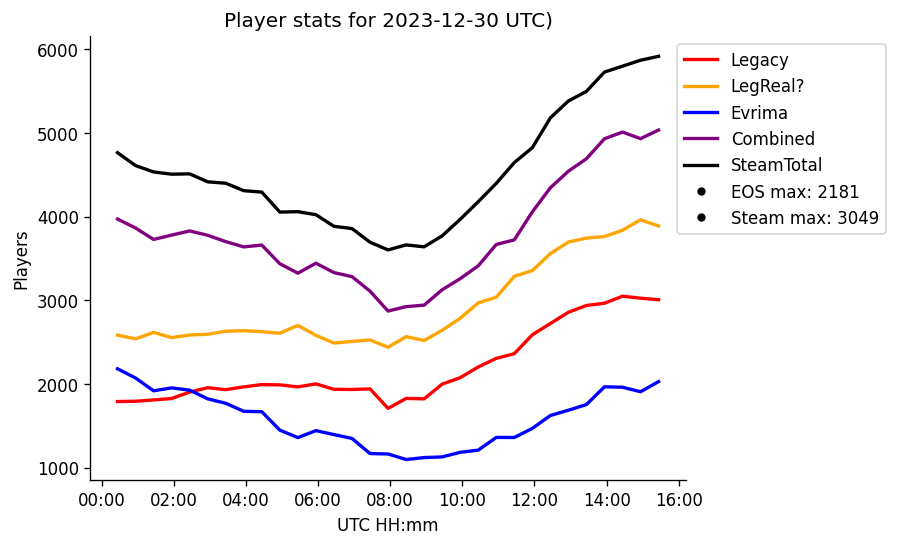 Player stats for 2023-12-30 UTC)
6000
5000
4000
3000
2000
1000
Players
00:00 02:00 04:00 06:00 08:00 10:00 12:00 14:00 16:00
UTC HH:mm
Legacy
LegReal?
Evrima
Combined
SteamTotal
EOS max: 2181
Steam max: 3049